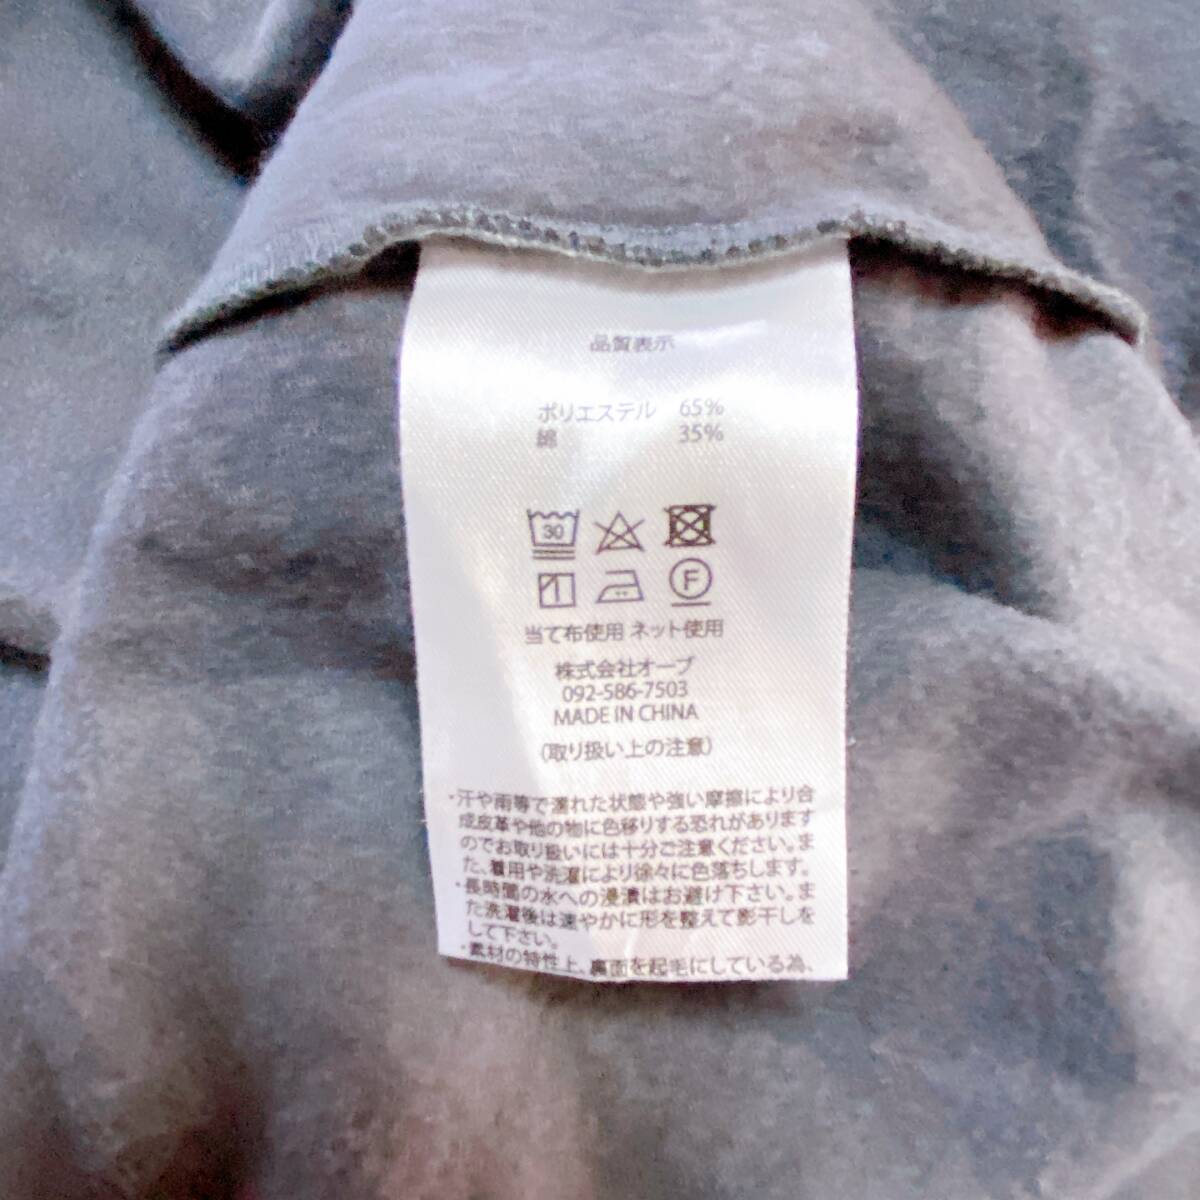 品質表示
ポリエステル 65%
綿 35%
30
F
当て布使用 ネット使用
株式会社オーブ
092-586-7503
MADE IN CHINA
（取り扱い上の注意）
・汗や雨等で濡れた状態や強い摩擦により合
成皮革や他の物に色移りする恐れがあります
のでお取り扱いには十分ご注意ください。ま
た、着用や洗濯により徐々に色落ちします。
・長時間の水への浸漬はお避け下さい。ま
た洗濯後は速やかに形を整えて影干しを
して下さい。
・素材の特性上、裏面を起毛にしている為、